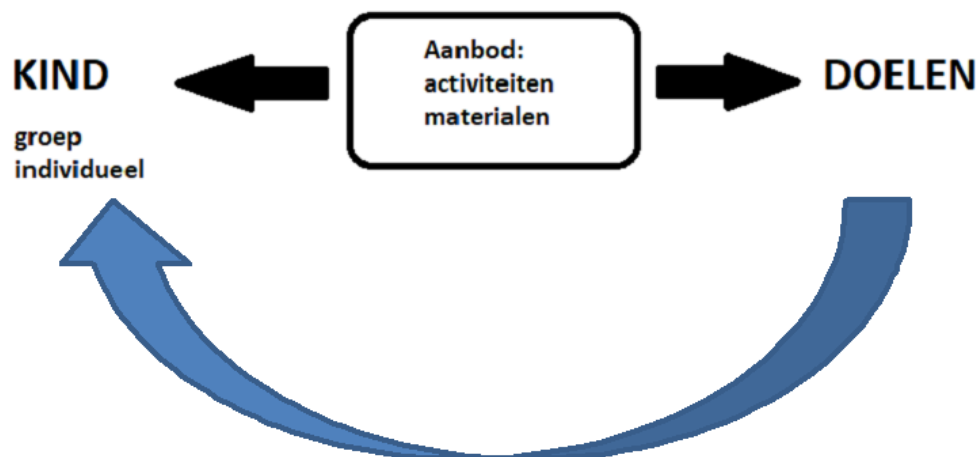 KIND
groep
individueel
Aanbod:
activiteiten
materialen
DOELEN